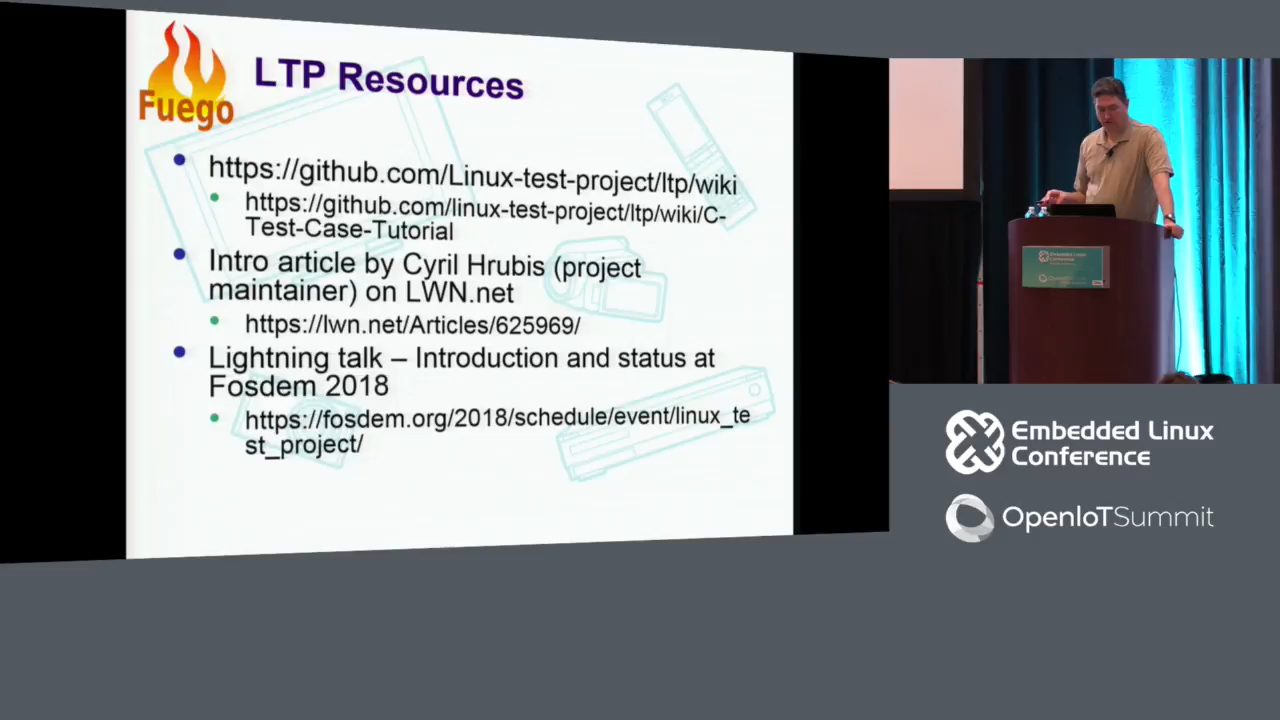 Fuego
LTP Resources
https://github.com/Linux-test-project/ltp/wiki
https://github.com/linux-test-project/ltp/wiki/C-
Test-Case-Tutorial
Intro article by Cyril Hrubis (project
maintainer) on LWN.net
https://lwn.net/Articles/625969/
Lightning talk – Introduction and status at
Fosdem 2018
https://fosdem.org/2018/schedule/event/linux_te
st_project/
Embedded Linux
Conference
Embedded Linux
Conference
OpenIoTSummit